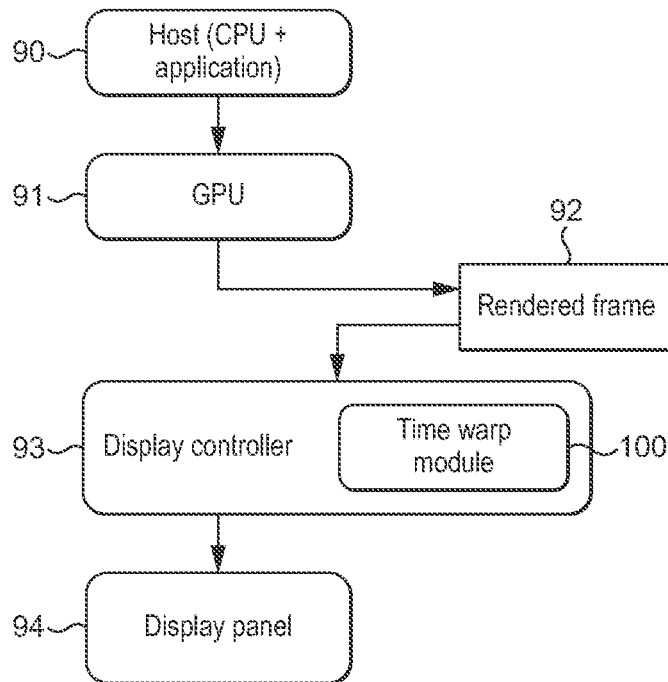 90
Host (CPU +
application)
91
GPU
92
Rendered frame
93
Display controller
Time warp
module
100
94
Display panel